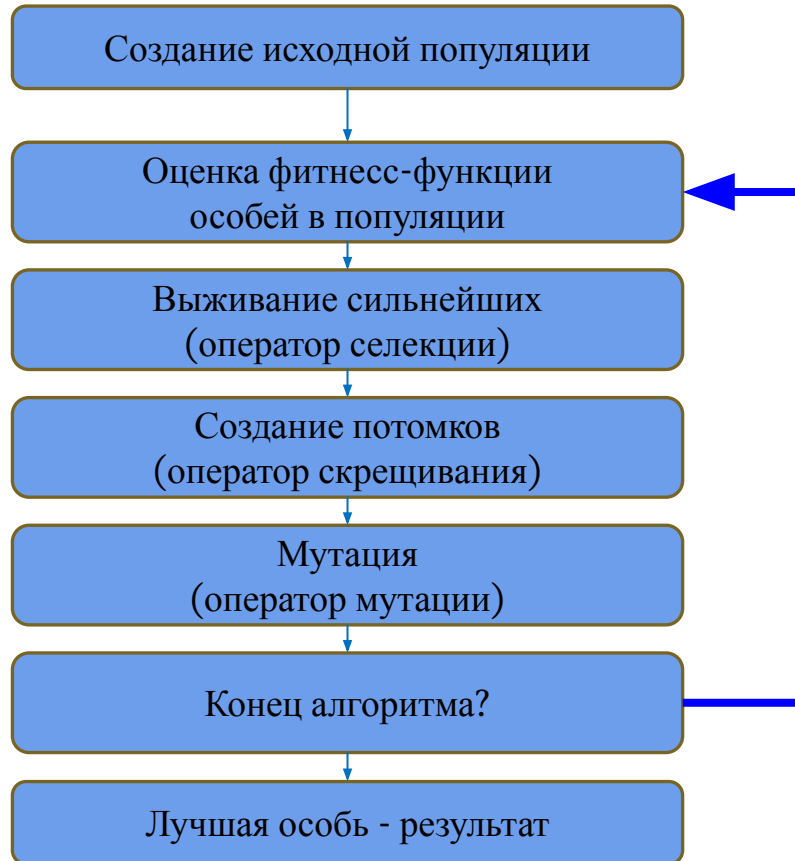 Создание исходной популяции
Оценка фитнесс-функции
особей в популяции
Выживание сильнейших
(оператор селекции)
Создание потомков
(оператор скрещивания)
Мутация
(оператор мутации)
Конец алгоритма?
Лучшая особь - результат